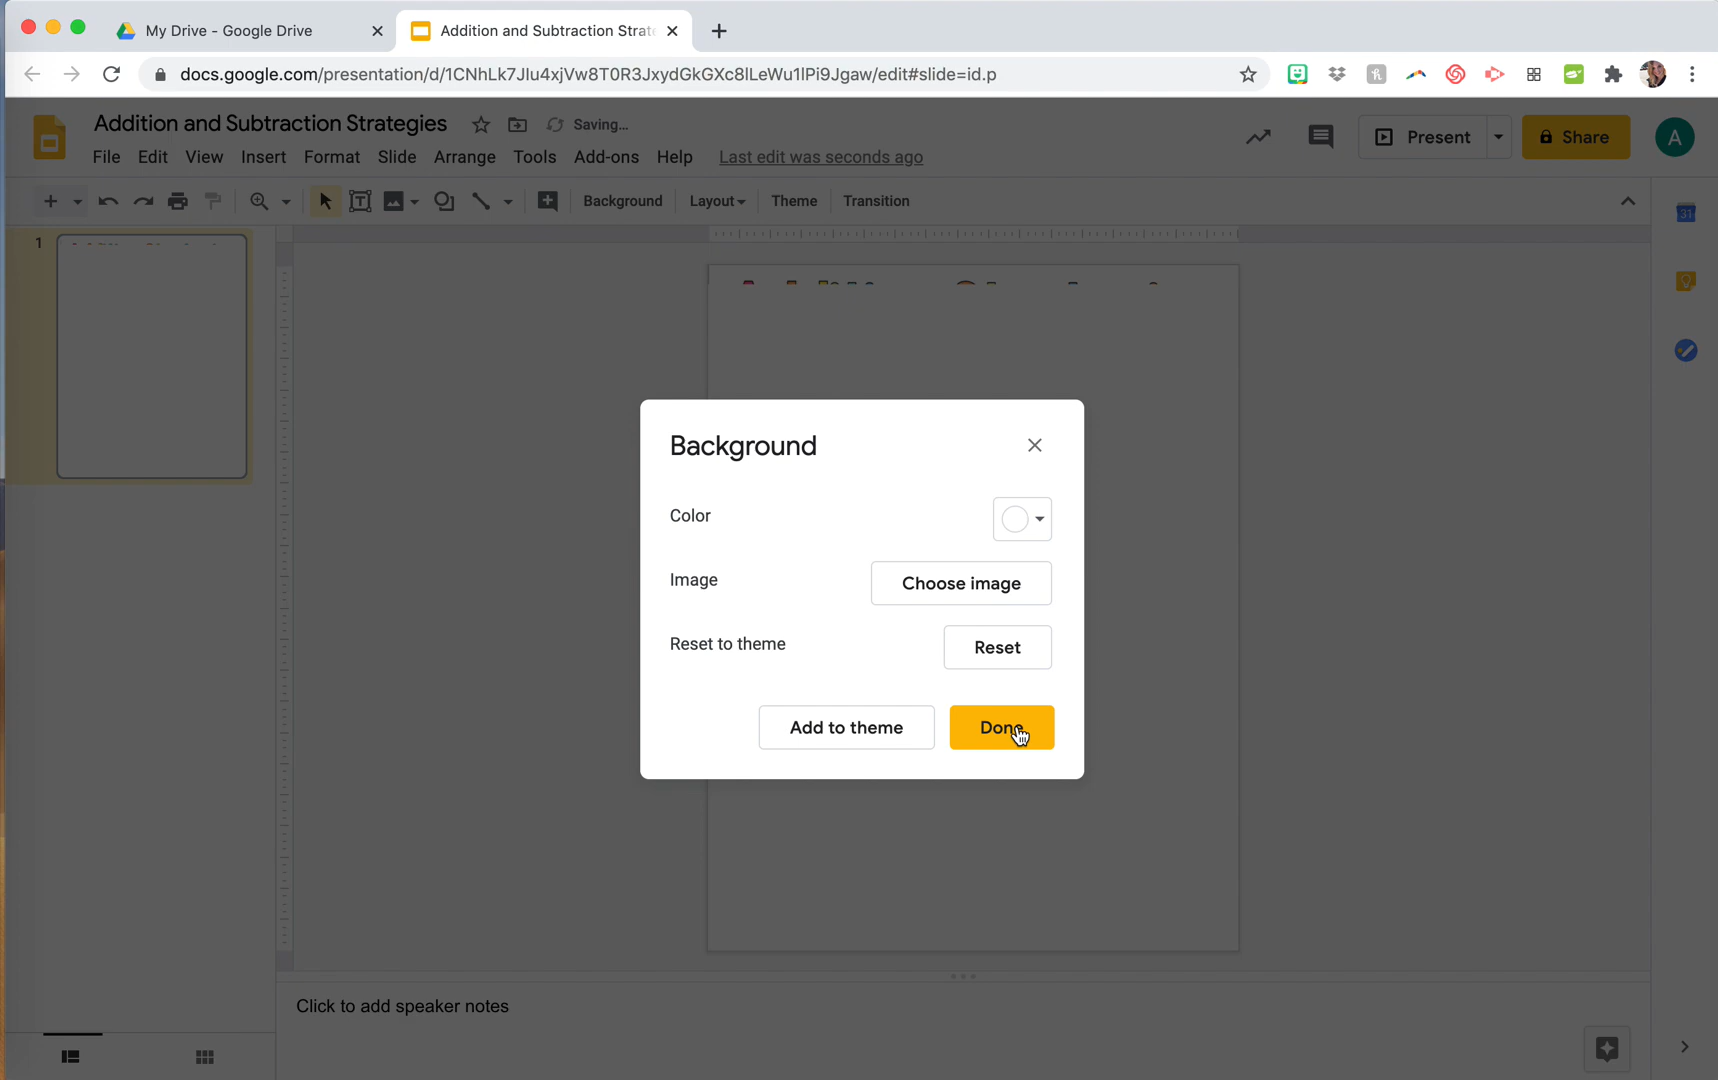 My Drive - Google Drive
Addition and Subtraction Strate
docs.google.com/presentation/d/1CNhLk7JIu4xjVw8T0R3JxydGkGXc8ILeWu1IPi9Jgaw/edit#slide=id.p
Addition and Subtraction Strategies
Saving...
File Edit View Insert Format Slide Arrange Tools Add-ons Help Last edit was seconds ago
Present
Share
A
Background Layout Theme Transition
31
1
Background
Color
Image
Choose image
Reset to theme
Reset
Add to theme
Done
Click to add speaker notes